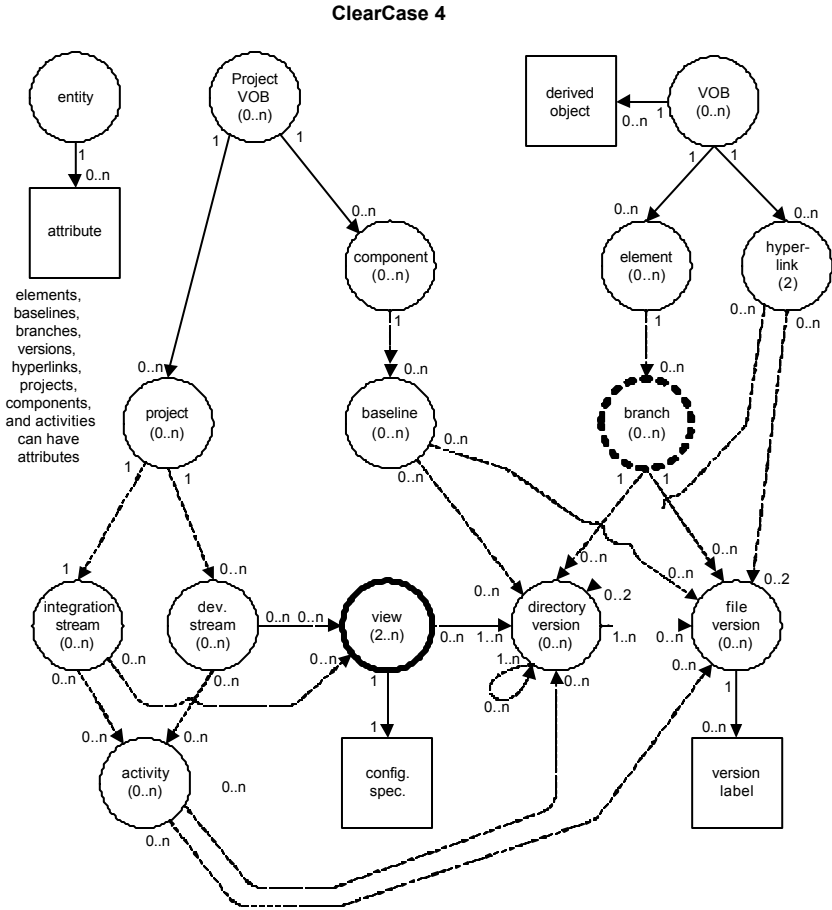 ClearCase 4
entity
Project
VOB
(0..n)
derived
object
VOB
(0..n)
1
0..n
1
1
0..n
1
1
1
0..n
0..n
0..n
attribute
component
(0..n)
element
(0..n)
hyper-
link
(2)
elements,
baselines,
branches,
versions,
hyperlinks,
projects,
components,
and activities
can have
attributes
1
1
0..n
0..n
0..n
0..n
0..n
project
(0..n)
baseline
(0..n)
branch
(0..n)
0..n
1
1
0..n
1
1
1
0..n
0..n
0..n
0..n
0..n
0..2
0..2
integration
stream
(0..n)
dev.
stream
(0..n)
0..n
0..n
view
(2..n)
0..n
1..n
directory
version
(0..n)
1..n
0..n
file
version
(0..n)
0..n
0..n
0..n
0..n
1
1..n
0..n
0..n
0..n
1
0..n
0..n
1
0..n
0..n
activity
(0..n)
0..n
config.
spec.
version
label
0..n